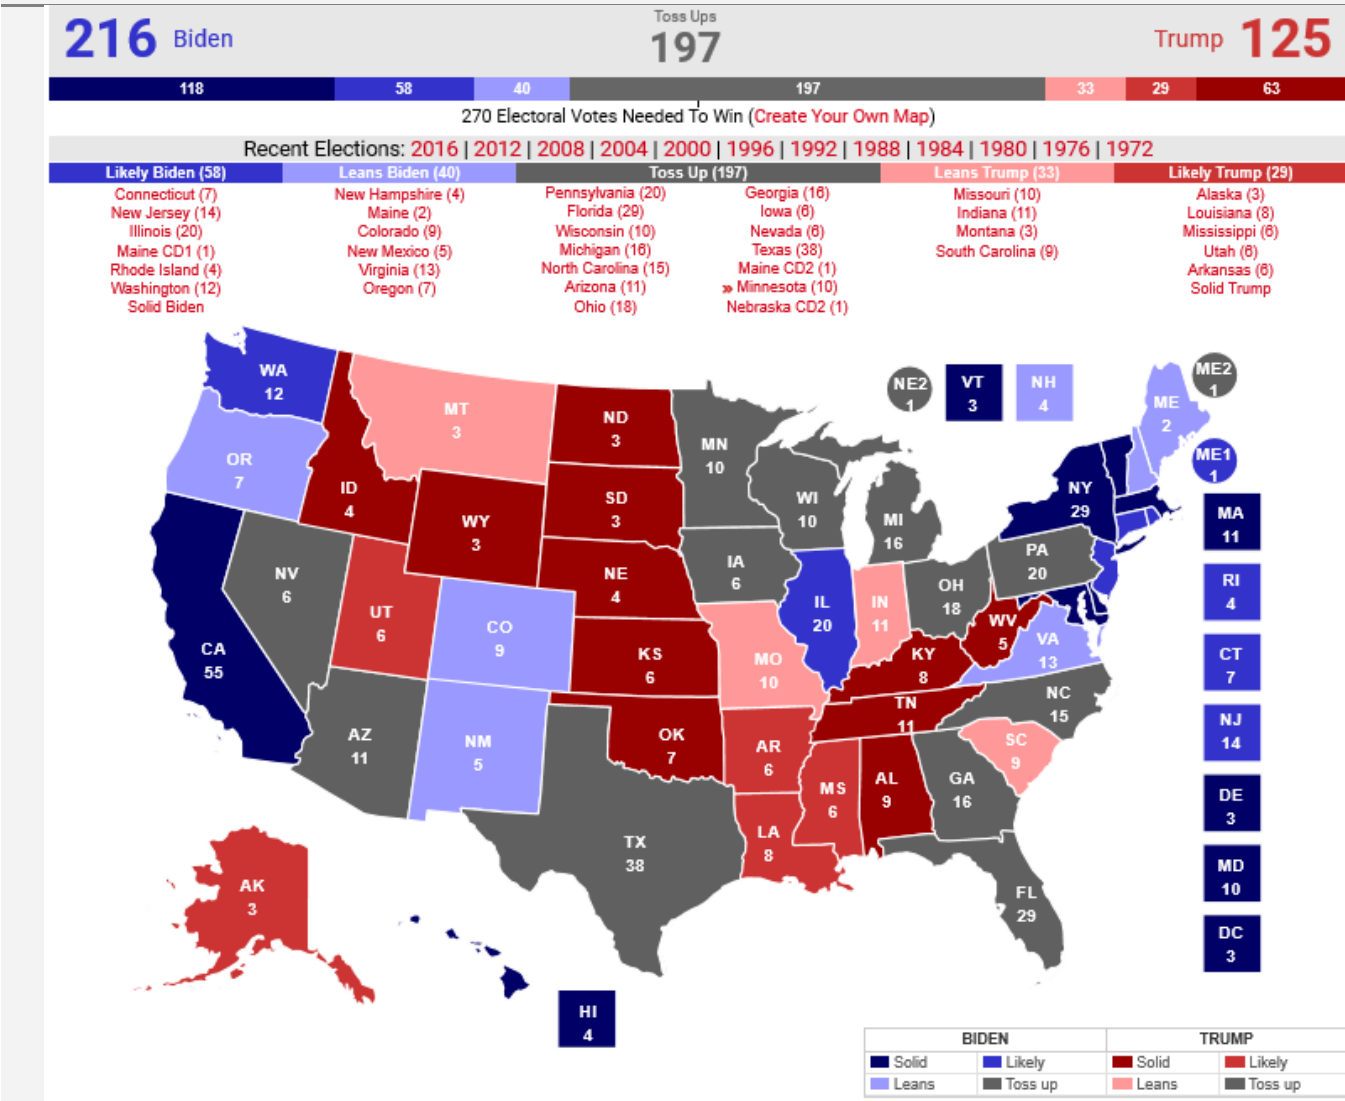 216 Biden
Toss Ups
197
Trump 125
118 58 40 197 33 29 63
270 Electoral Votes Needed To Win (Create Your Own Map)
Recent Elections: 2016 | 2012 | 2008 | 2004 | 2000 | 1996 | 1992 | 1988 | 1984 | 1980 | 1976 | 1972
Likely Biden (58)
Connecticut (7)
New Jersey (14)
Illinois (20)
Maine CD1 (1)
Rhode Island (4)
Washington (12)
Solid Biden
Leans Biden (40)
New Hampshire (4)
Maine (2)
Colorado (9)
New Mexico (5)
Virginia (13)
Oregon (7)
Toss Up (197)
Pennsylvania (20)
Florida (29)
Wisconsin (10)
Michigan (16)
North Carolina (15)
Arizona (11)
Ohio (18)
Georgia (16)
Iowa (6)
Nevada (6)
Texas (38)
Maine CD2 (1)
» Minnesota (10)
Nebraska CD2 (1)
Leans Trump (33)
Missouri (10)
Indiana (11)
Montana (3)
South Carolina (9)
Likely Trump (29)
Alaska (3)
Louisiana (8)
Mississippi (6)
Utah (6)
Arkansas (6)
Solid Trump
WA
12
OR
7
CA
55
NV
6
ID
4
MT
3
WY
3
UT
6
CO
9
AZ
11
NM
5
ND
3
SD
3
NE
4
KS
6
OK
7
TX
38
MN
10
IA
6
MO
10
AR
6
LA
8
WI
10
IL
20
MI
16
IN
11
OH
18
KY
8
TN
11
MS
6
AL
9
GA
16
FL
29
SC
9
NC
15
VA
13
WV
5
PA
20
NY
29
ME
2
NE2
1
VT
3
NH
4
ME2
1
ME1
1
MA
11
RI
4
CT
7
NJ
14
DE
3
MD
10
DC
3
AK
3
HI
4
BIDEN TRUMP
Solid Likely Solid Likely
Leans Toss up Leans Toss up